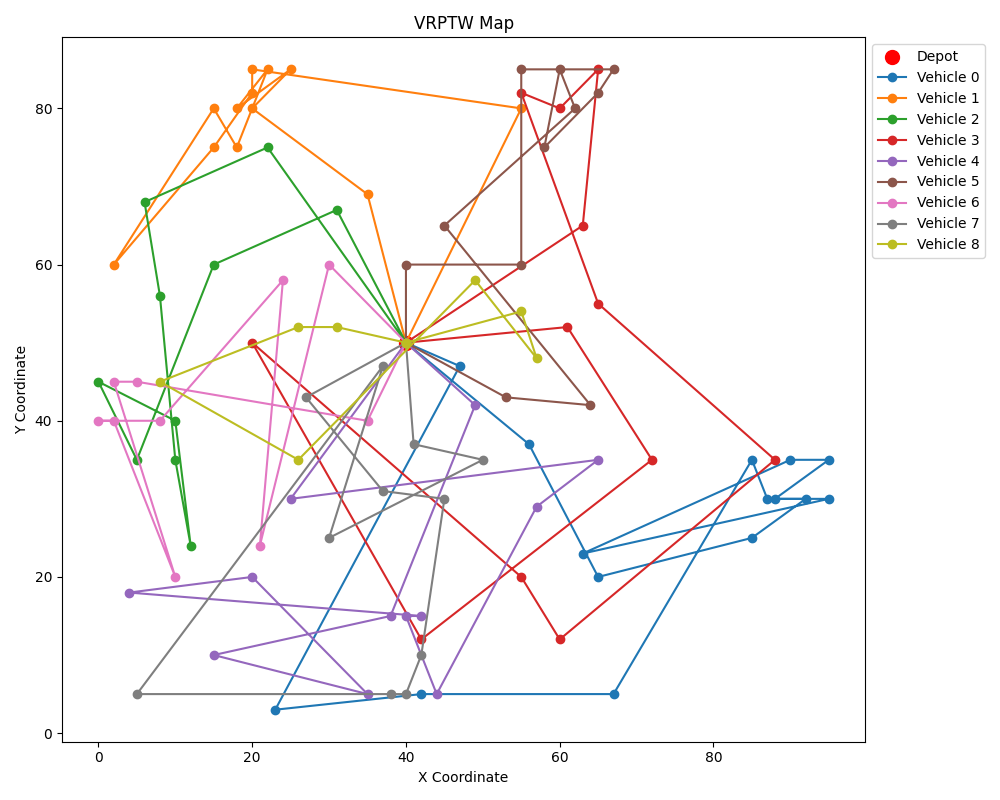 VRPTW Map
Depot
Vehicle 0
Vehicle 1
Vehicle 2
Vehicle 3
Vehicle 4
Vehicle 5
Vehicle 6
Vehicle 7
Vehicle 8
Y Coordinate
80
60
40
20
0
0 20 40 60 80
X Coordinate